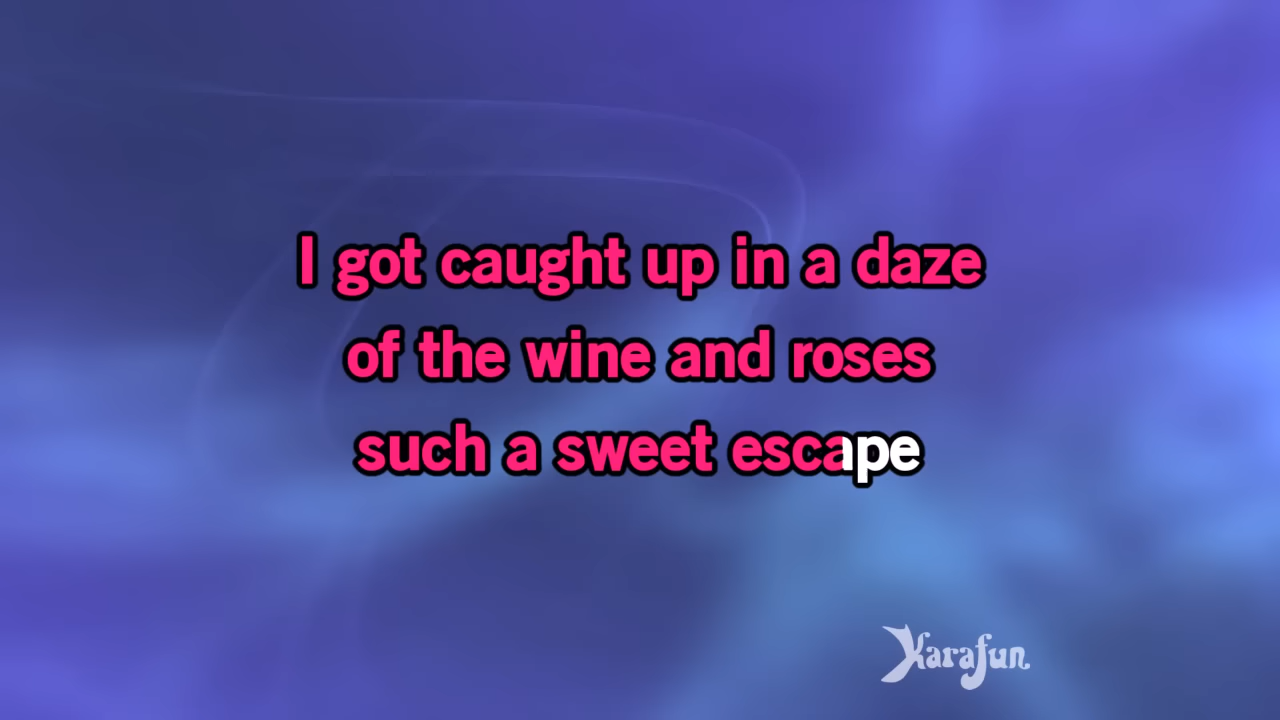 I got caught up in a daze
of the wine and roses
such a sweet escape
Karafun